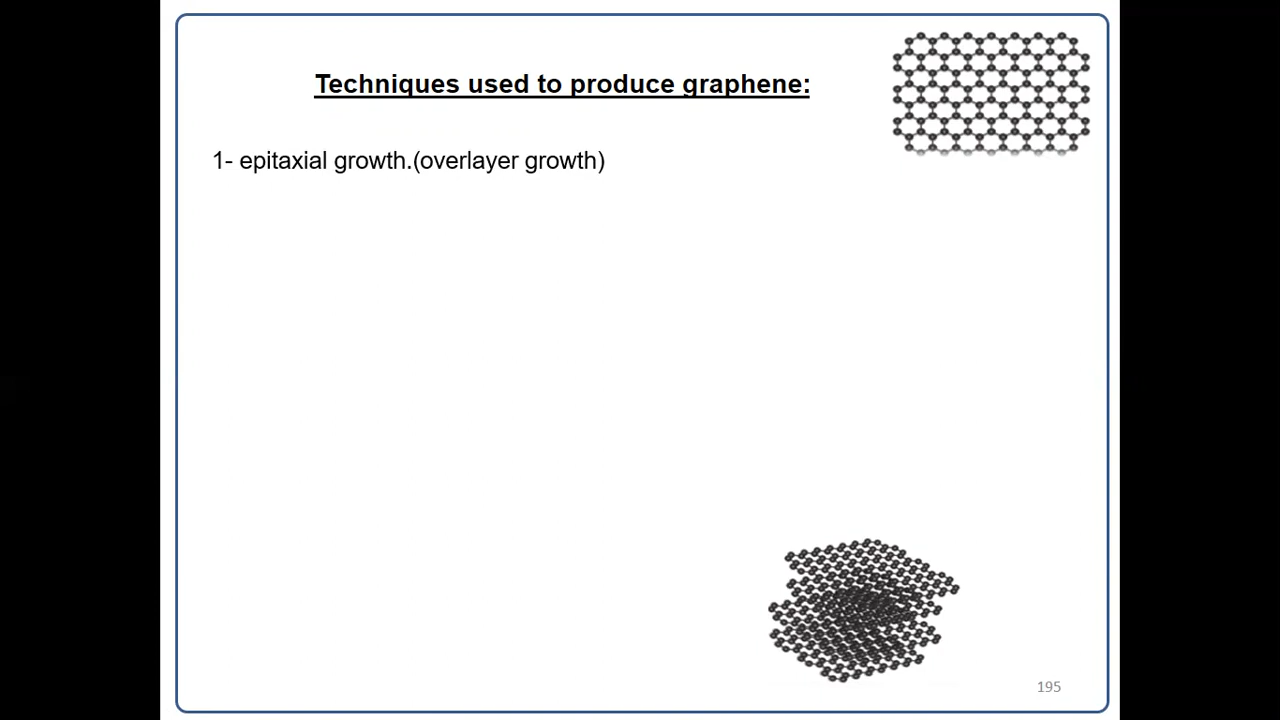 Techniques used to produce graphene:
1- epitaxial growth.(overlayer growth)
195